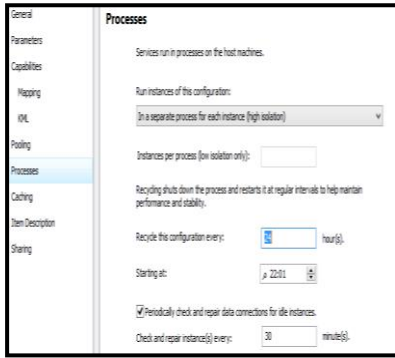 General
Parameters
Capabilities
Mapping
KML
Pooling
Processes
Caching
Item Description
Sharing
Processes
Services run in processes on the host machines.
Run instances of this configuration:
In a separate process for each instance (high isolation)
Instances per process (low isolation only):
Recycling shuts down the process and restarts it at regular intervals to help maintain
performance and stability.
Recycle this configuration every: 24 hour(s).
Starting at: م 22:01
Periodically check and repair data connections for idle instances.
Check and repair instance(s) every: 30 minute(s).